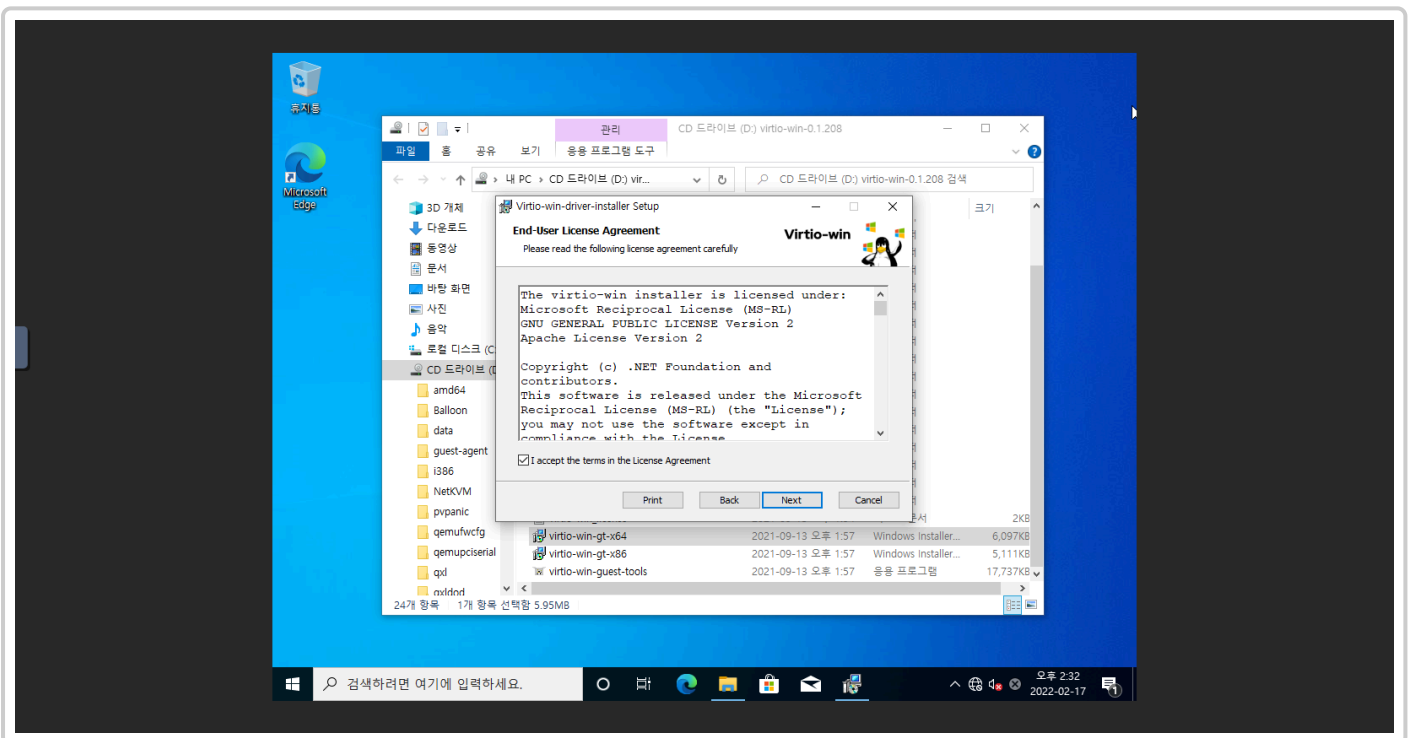 휴지통
Microsoft
Edge
관리
CD 드라이브 (D:) virtio-win-0.1.208
파일 홈 공유 보기 응용 프로그램 도구
내 PC > CD 드라이브 (D:) vir...
CD 드라이브 (D:) virtio-win-0.1.208 검색
3D 개체
다운로드
동영상
문서
바탕 화면
사진
음악
로컬 디스크 (C
CD 드라이브 (D
amd64
Balloon
data
guest-agent
i386
NetKVM
pvpanic
qemufwcfg
qemupciserial
qxl
qxldod
크기
Virtio-win-driver-installer Setup
End-User License Agreement
Please read the following license agreement carefully
Virtio-win
The virtio-win installer is licensed under:
Microsoft Reciprocal License (MS-RL)
GNU GENERAL PUBLIC LICENSE Version 2
Apache License Version 2
Copyright (c) .NET Foundation and
contributors.
This software is released under the Microsoft
Reciprocal License (MS-RL) (the "License");
you may not use the software except in
compliance with the License
I accept the terms in the License Agreement
Print Back Next Cancel
2KB
virtio-win-gt-x64 2021-09-13 오후 1:57 Windows Installer... 6,097KB
virtio-win-gt-x86 2021-09-13 오후 1:57 Windows Installer... 5,111KB
virtio-win-guest-tools 2021-09-13 오후 1:57 응용 프로그램 17,737KB
24개 항목 1개 항목 선택함 5.95MB
검색하려면 여기에 입력하세요.
오후 2:32
2022-02-17
1